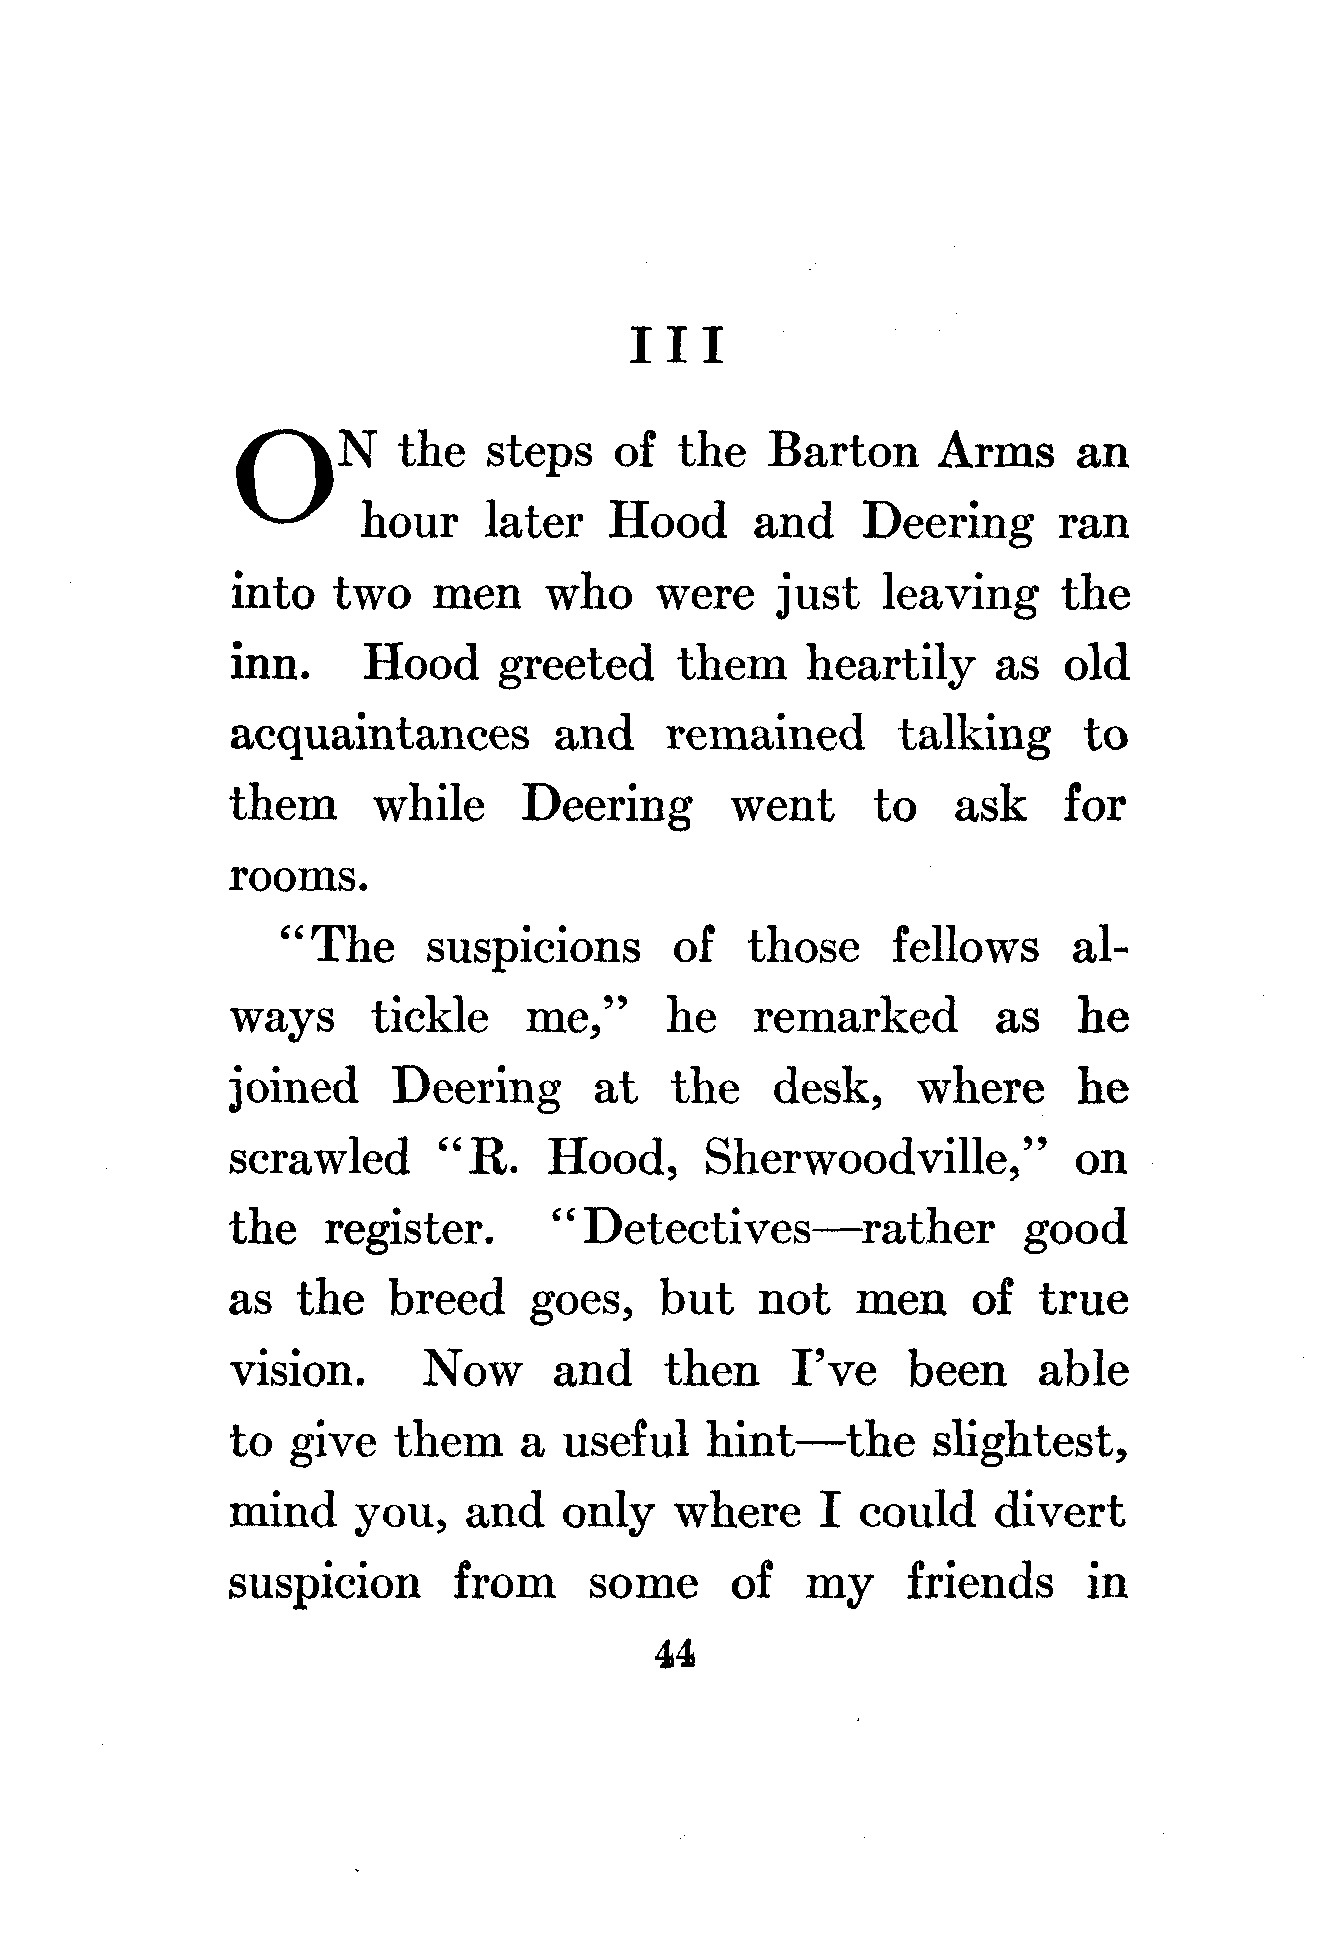 III
ON the steps of the Barton Arms an
hour later Hood and Deering ran
into two men who were just leaving the
inn. Hood greeted them heartily as old
acquaintances and remained talking to
them while Deering went to ask for
rooms.
“The suspicions of those fellows al-
ways tickle me,” he remarked as he
joined Deering at the desk, where he
scrawled “R. Hood, Sherwoodville,” on
the register. “Detectives—rather good
as the breed goes, but not men of true
vision. Now and then I’ve been able
to give them a useful hint—the slightest,
mind you, and only where I could divert
suspicion from some of my friends in
44